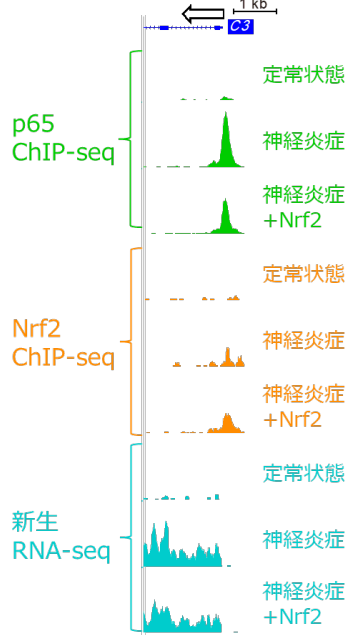 1 kb
C3
p65
ChIP-seq
定常状態
神経炎症
神経炎症
+Nrf2
Nrf2
ChIP-seq
定常状態
神経炎症
神経炎症
+Nrf2
新生
RNA-seq
定常状態
神経炎症
神経炎症
+Nrf2